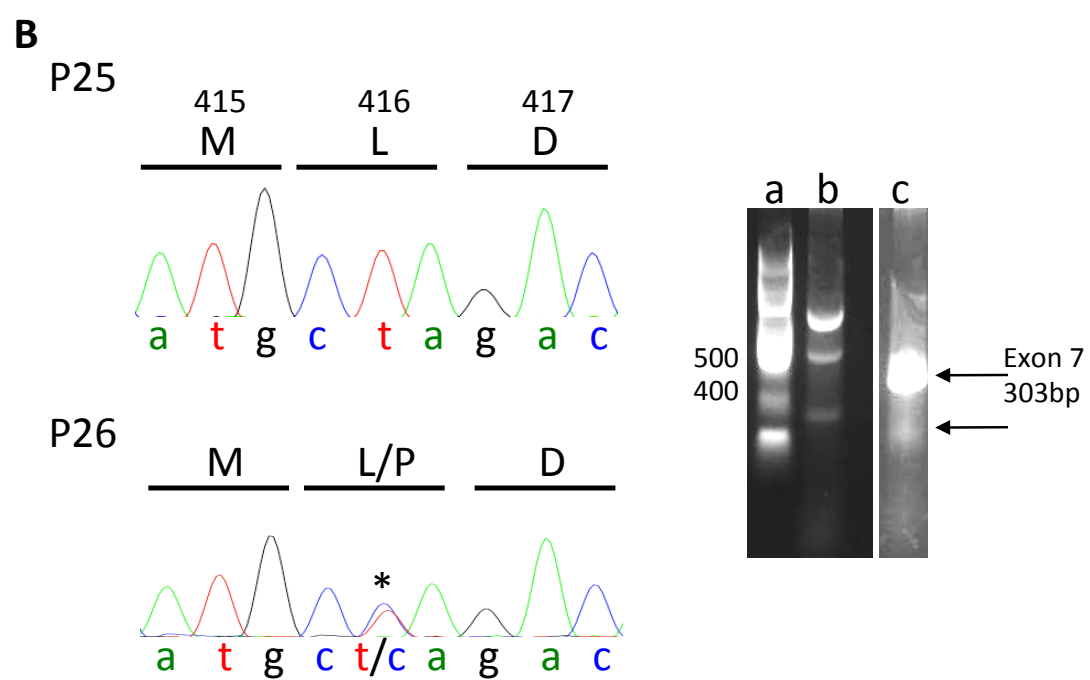 B
P25
415 416 417
M L D
a t g c t a g a c
P26
M L/P D
*
a t g c t/c a g a c
a b c
500
400
Exon 7
303bp